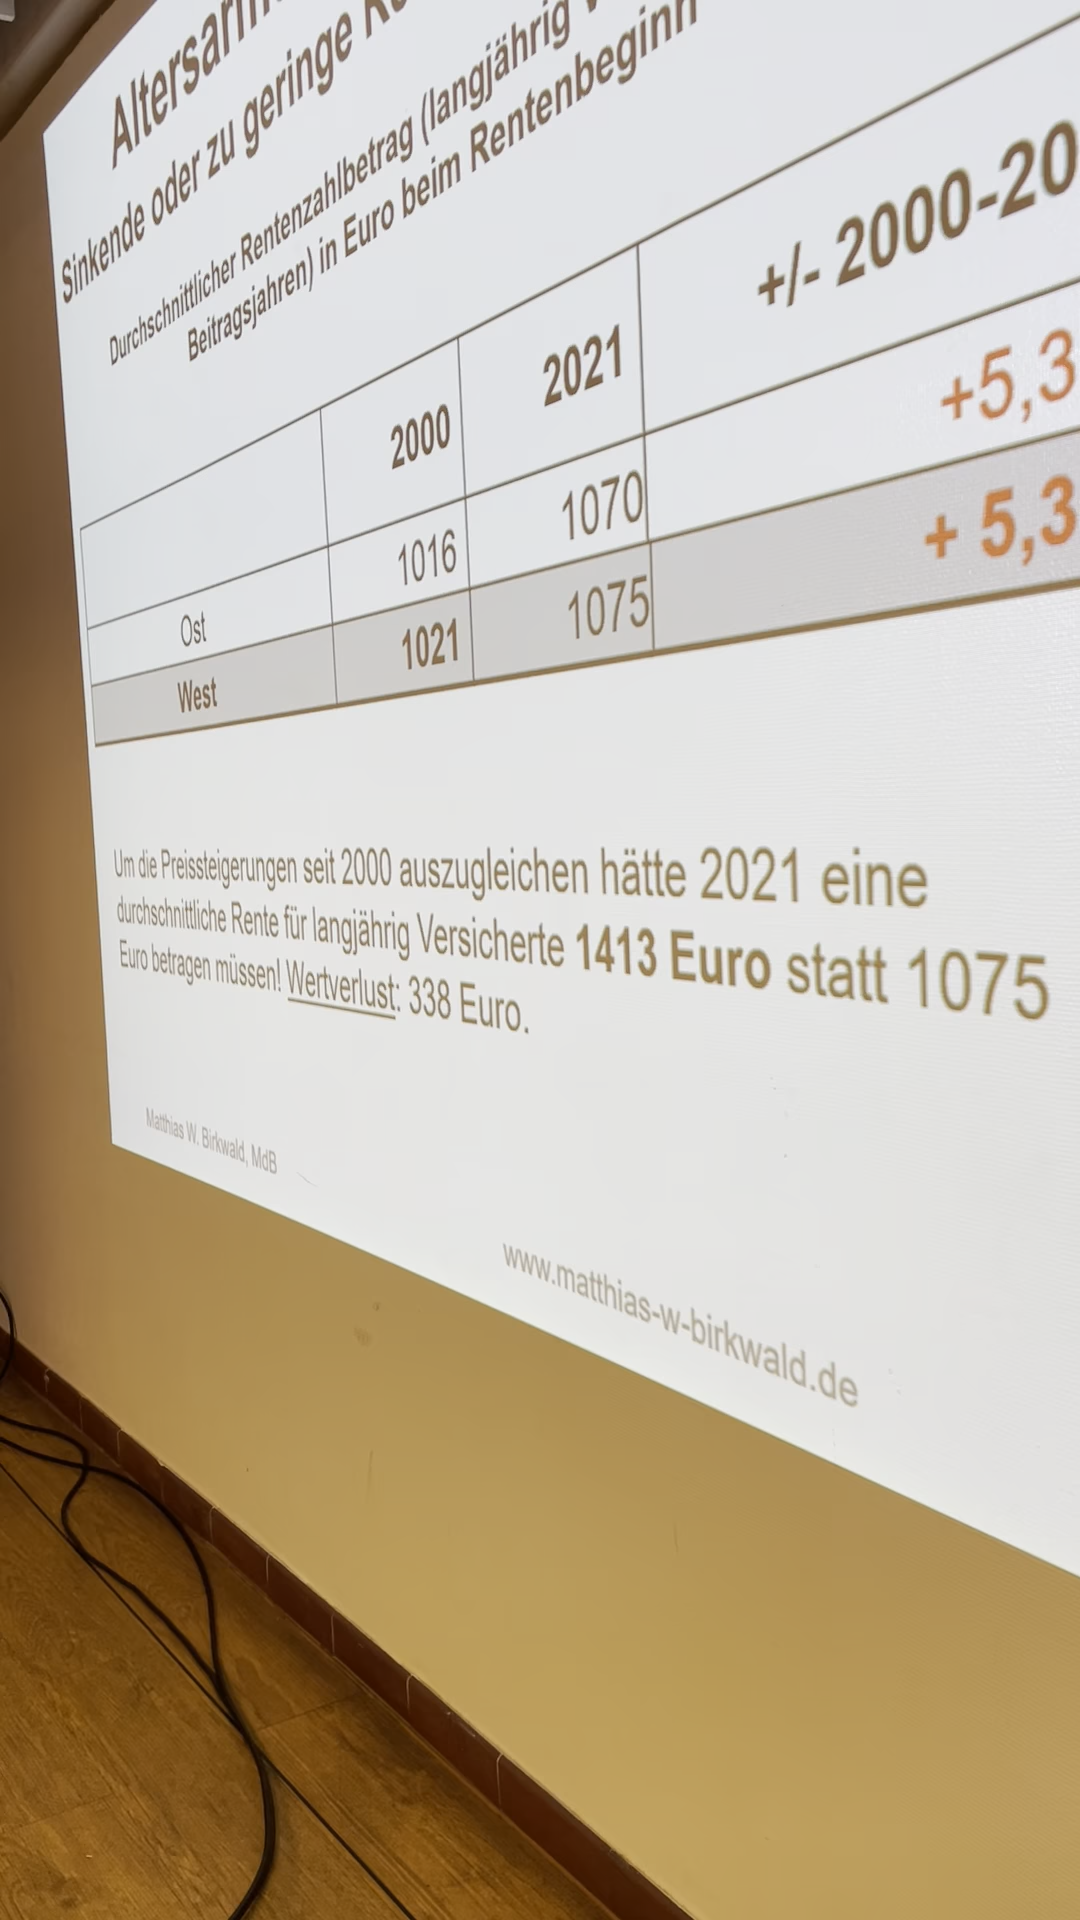 Sinkende oder zu geringe
Durchschnittlicher Rentenzahlbetrag (langjährig
Beitragsjahren) in Euro beim Rentenbeginn
2000 2021 +/- 2000-20
Ost 1016 1070 +5,3
West 1021 1075 + 5,3
Um die Preissteigerungen seit 2000 auszugleichen hätte 2021 eine
durchschnittliche Rente für langjährig Versicherte 1413 Euro statt 1075
Euro betragen müssen! Wertverlust: 338 Euro.
Matthias W. Birkwald, MdB
www.matthias-w-birkwald.de